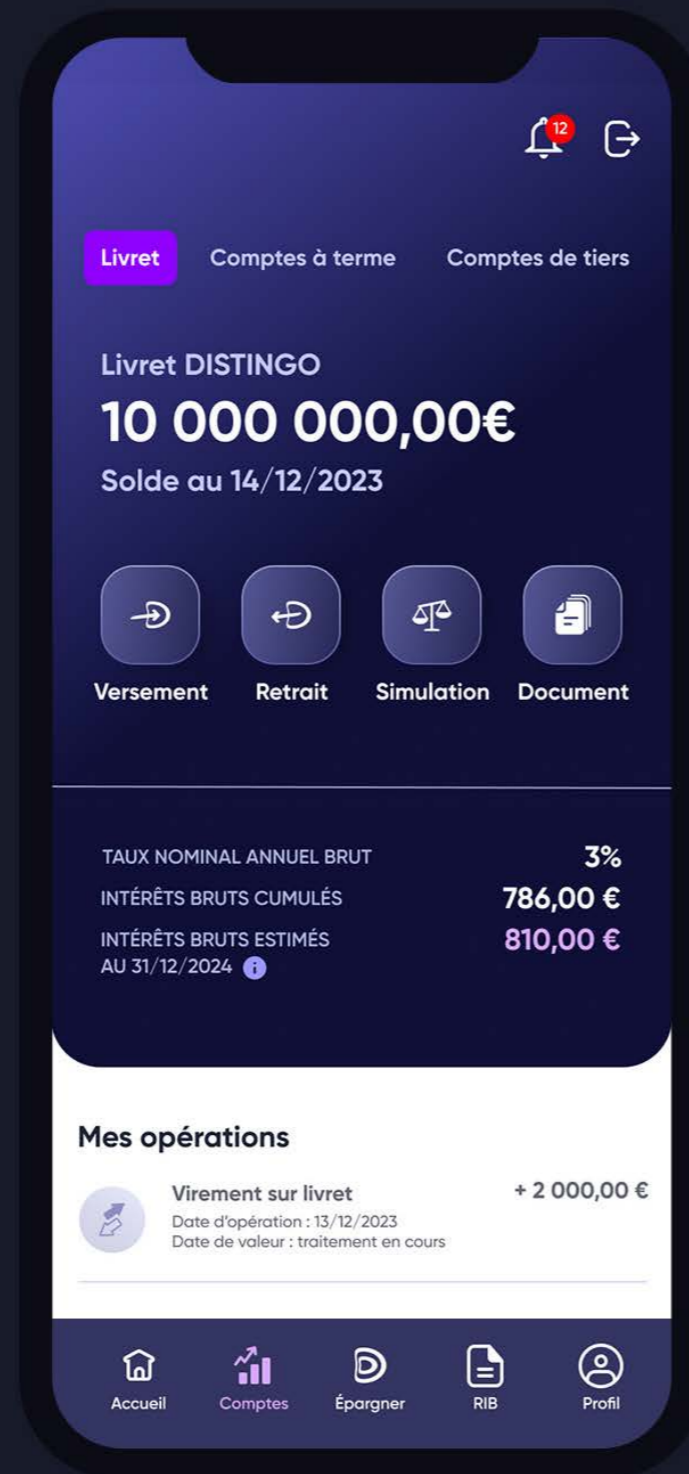 12
Livret Comptes à terme Comptes de tiers
Livret DISTINGO
10 000 000,00€
Solde au 14/12/2023
Versement Retrait Simulation Document
TAUX NOMINAL ANNUEL BRUT 3%
INTÉRÊTS BRUTS CUMULÉS 786,00 €
INTÉRÊTS BRUTS ESTIMÉS 810,00 €
AU 31/12/2024 i
Mes opérations
Virement sur livret + 2 000,00 €
Date d'opération : 13/12/2023
Date de valeur : traitement en cours
Accueil Comptes Épargner RIB Profil